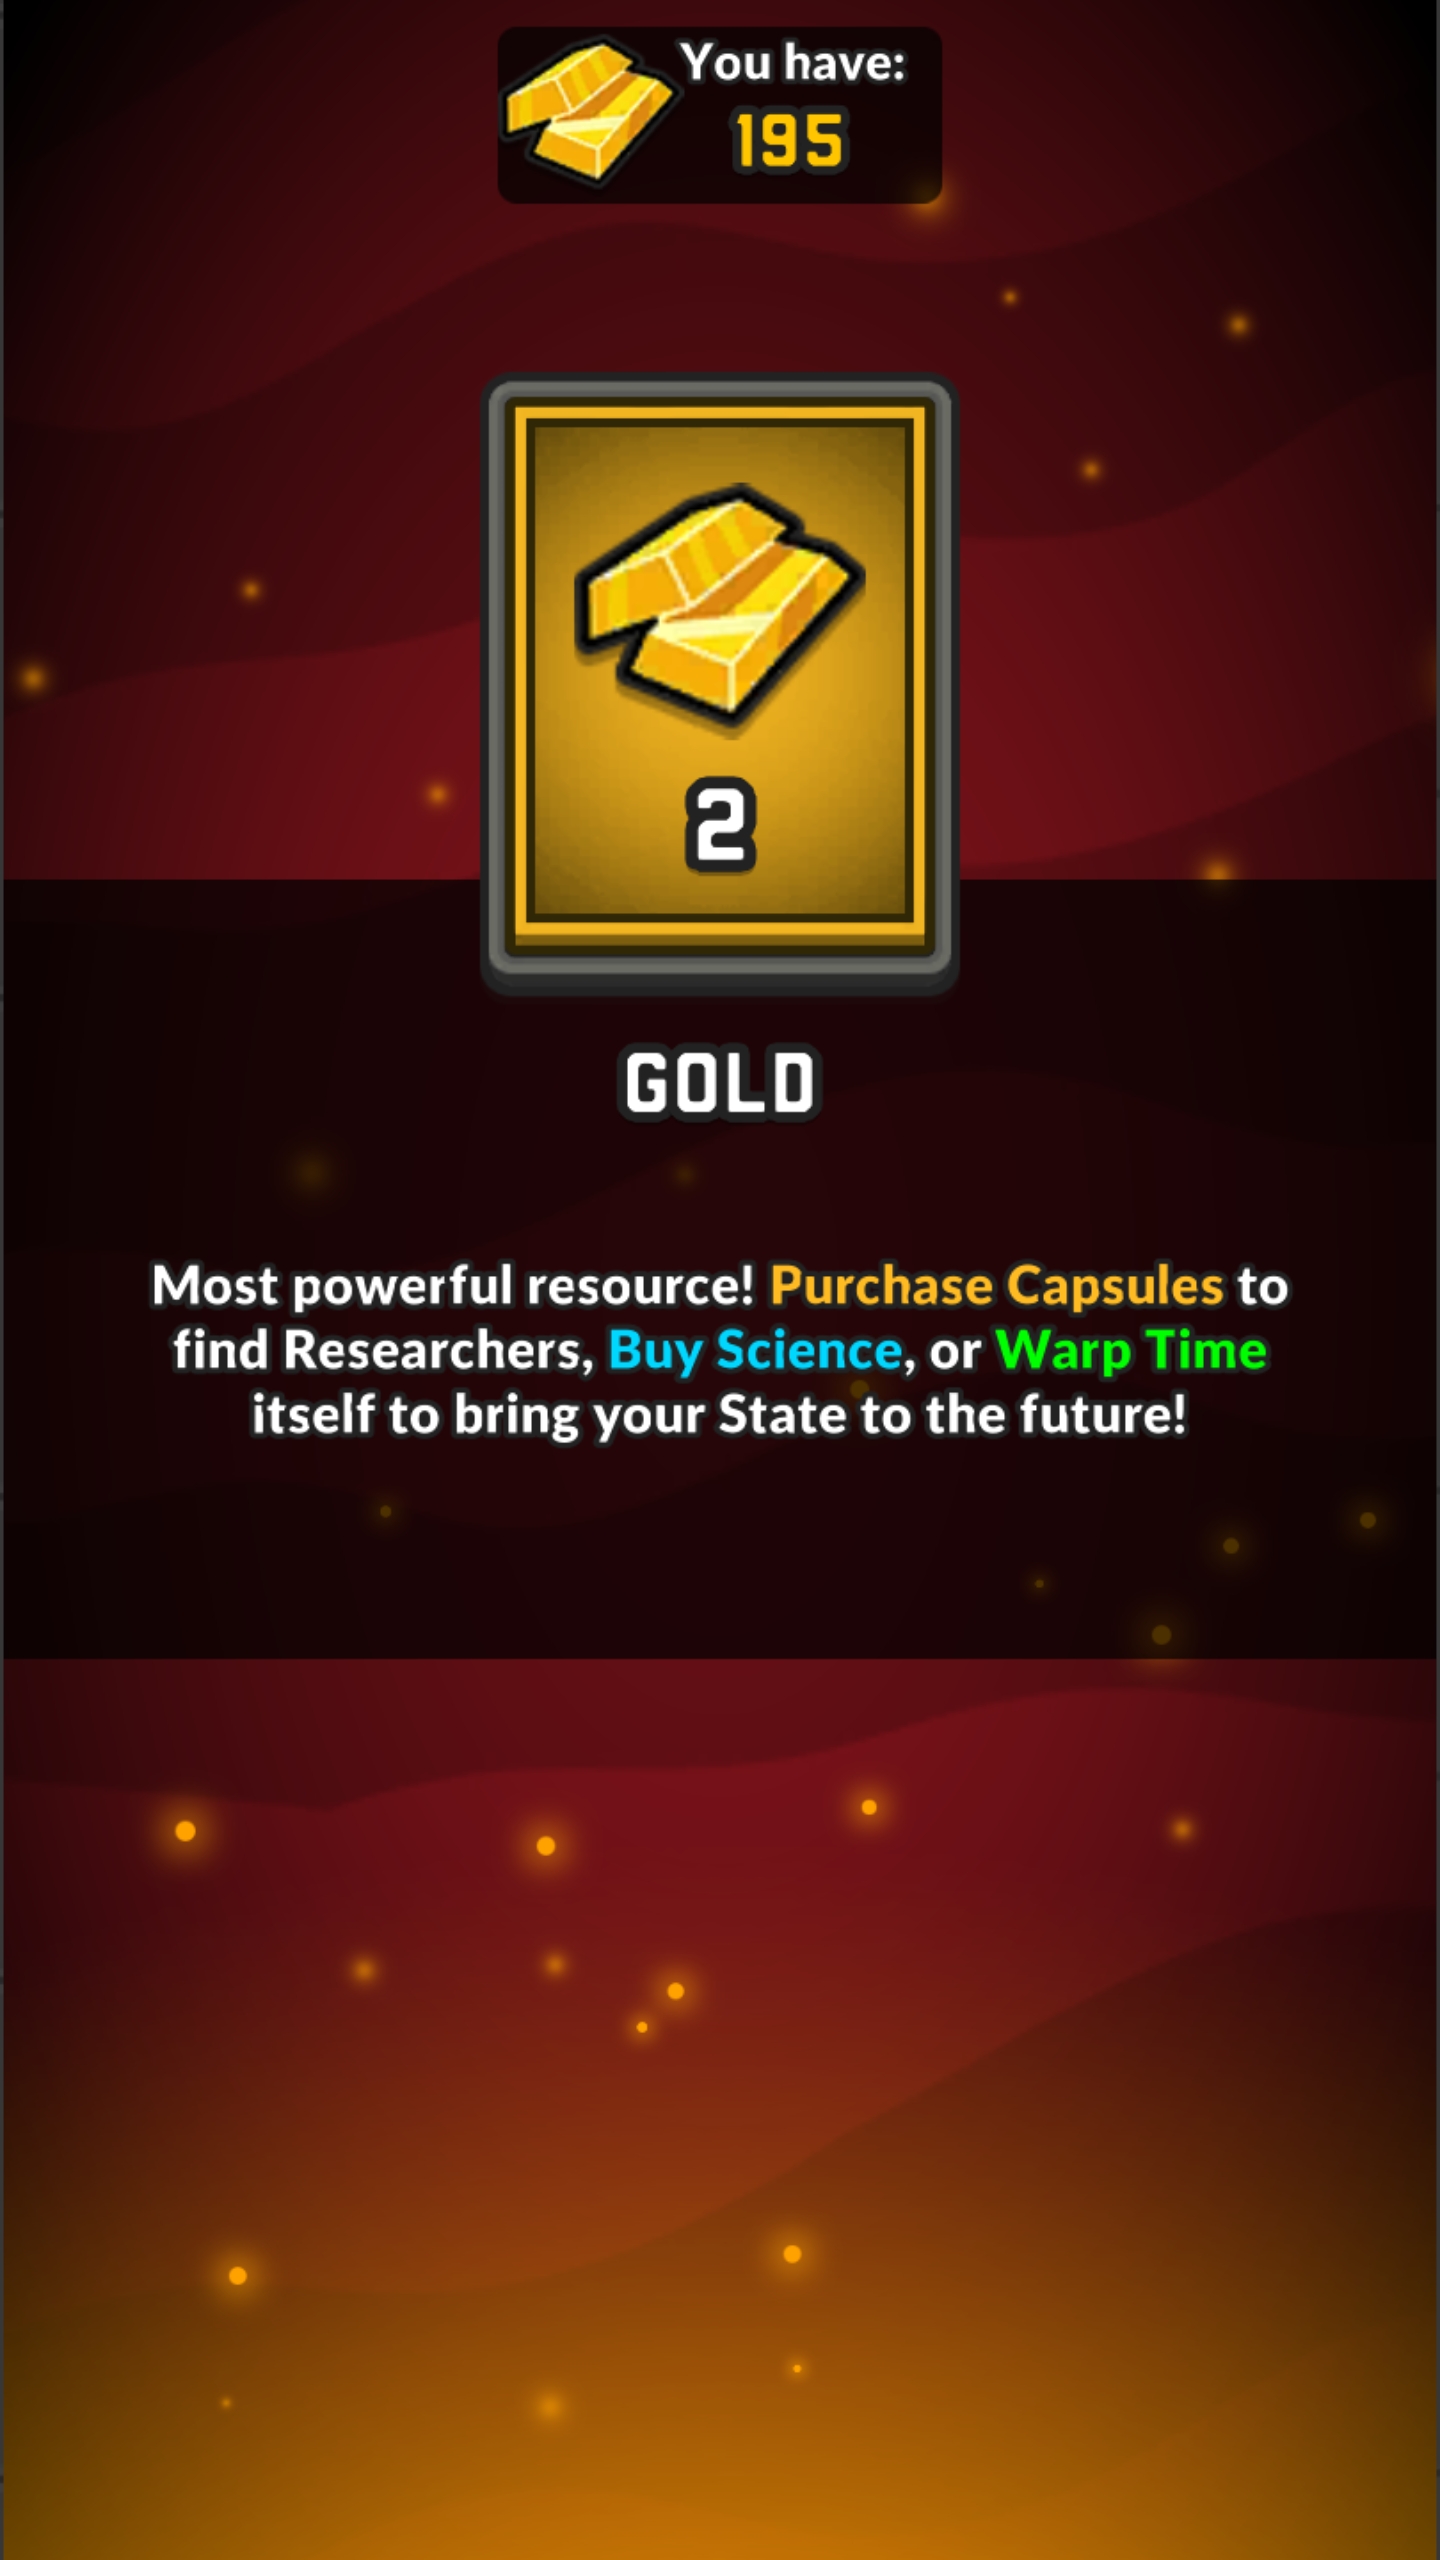 You have:
195
2
GOLD
Most powerful resource! Purchase Capsules to
find Researchers, Buy Science, or Warp Time
itself to bring your State to the future!